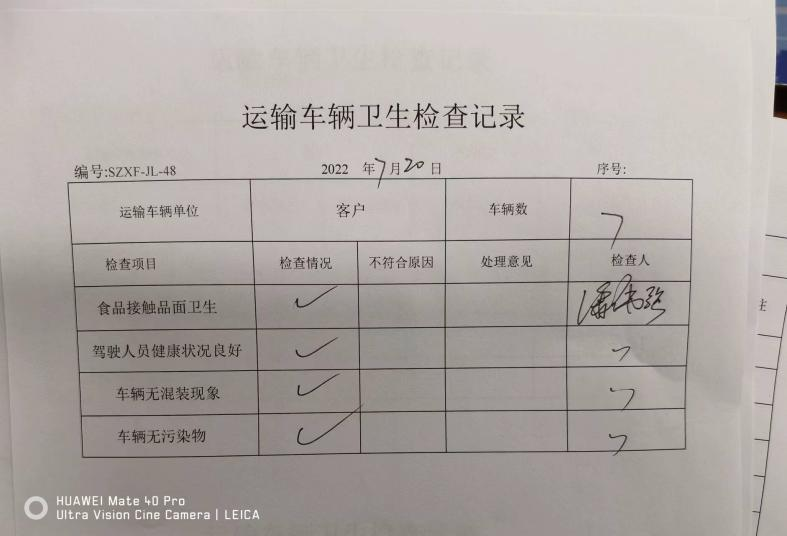 运输车辆卫生检查记录
编号:SZXF-JL-48 2022 年7月20日 序号:
运输车辆单位 客户 车辆数 7
检查项目 检查情况 不符合原因 处理意见 检查人
食品接触品面卫生 ✓
驾驶人员健康状况良好 ✓
车辆无混装现象 ✓
车辆无污染物 ✓
HUAWEI Mate 40 Pro
Ultra Vision Cine Camera | LEICA